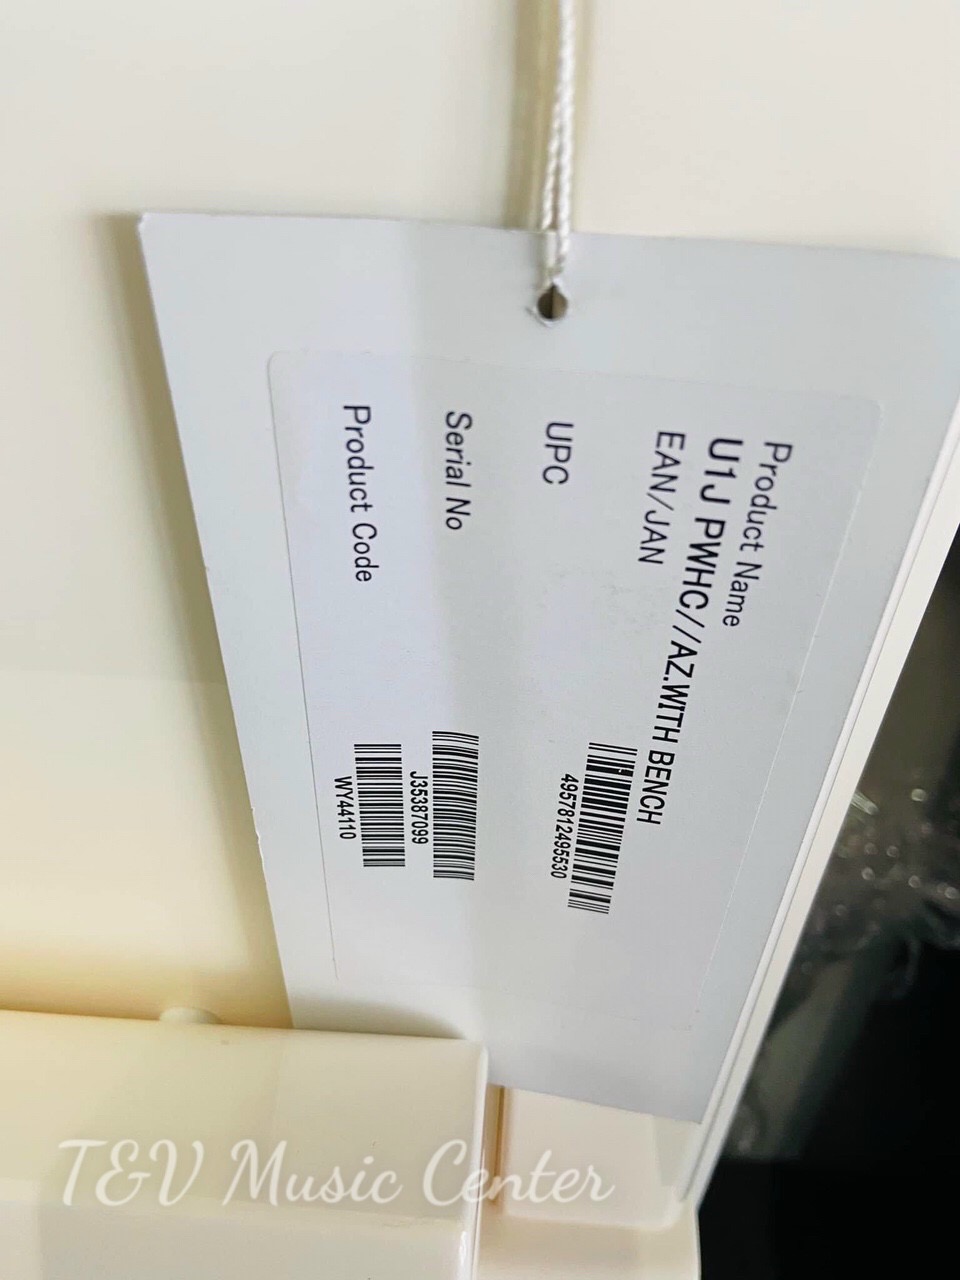 Product Name
U1J PWHC//AZ.WITH BENCH
EAN/JAN
4957812495530
UPC
Serial No
J35387099
Product Code
WY44110
T&V Music Center